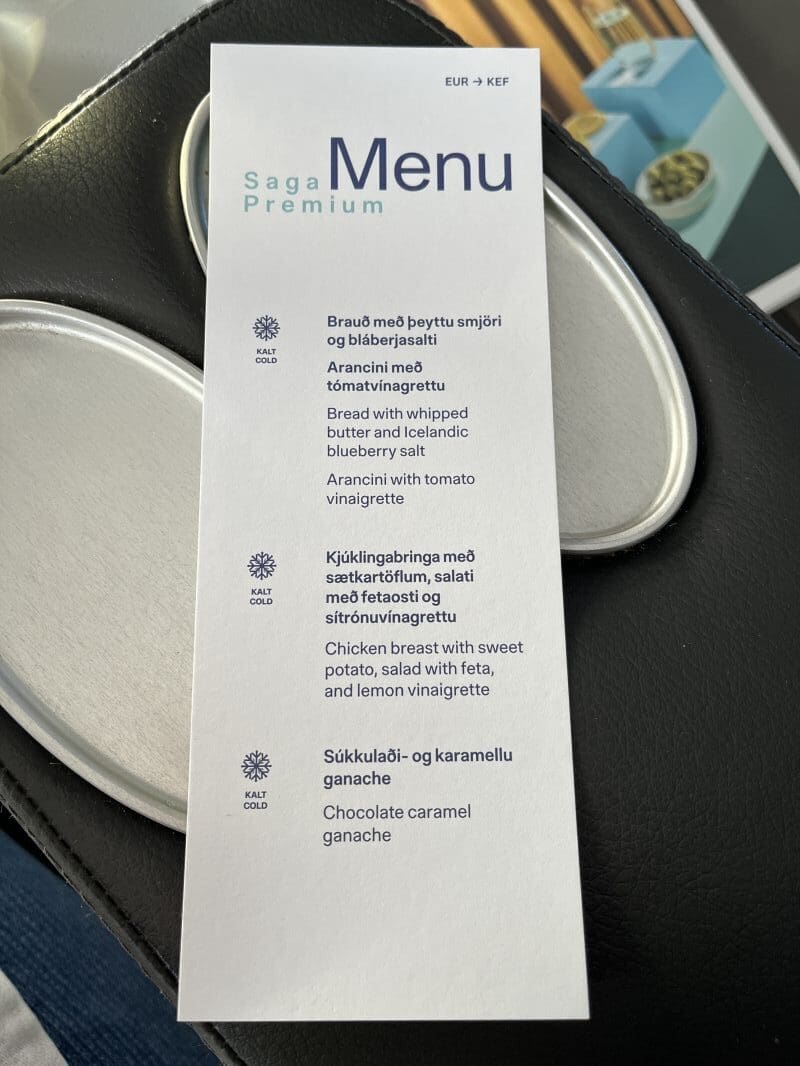 EUR → KEF
Saga Menu
Premium
KALT
COLD
Brauð með þeyttu smjöri
og bláberjasalti
Arancini með
tómatvínagrettu
Bread with whipped
butter and Icelandic
blueberry salt
Arancini with tomato
vinaigrette
KALT
COLD
Kjúklingabringa með
sætkartöflum, salati
með fetaosti og
sítrónuvínagrettu
Chicken breast with sweet
potato, salad with feta,
and lemon vinaigrette
KALT
COLD
Súkkulaði- og karamellu
ganache
Chocolate caramel
ganache